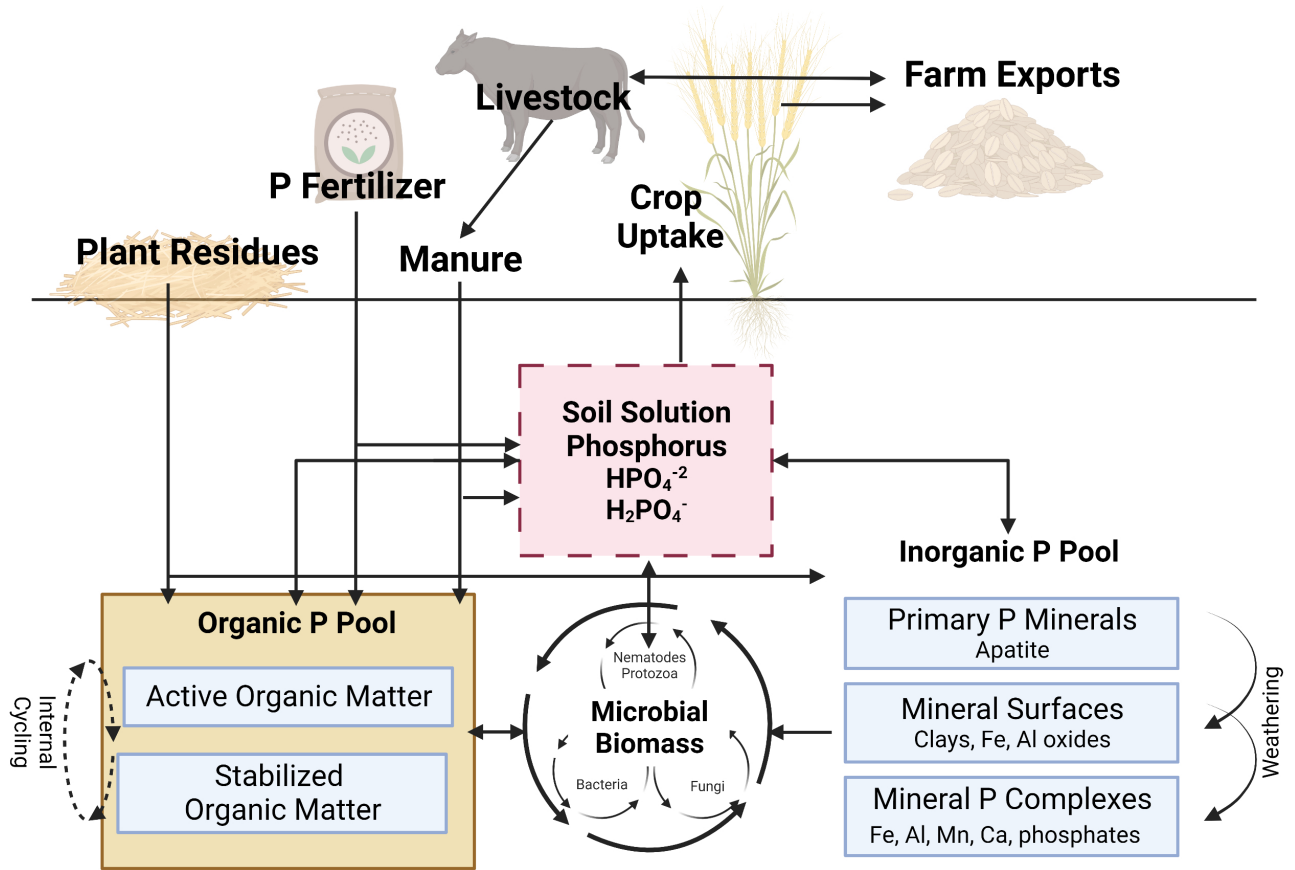 Livestock
Farm Exports
P Fertilizer
Crop
Uptake
Plant Residues
Manure
Soil Solution
Phosphorus
HPO₄⁻²
H₂PO₄⁻
Inorganic P Pool
Organic P Pool
Primary P Minerals
Apatite
Nematodes
Protozoa
Active Organic Matter
Microbial
Biomass
Mineral Surfaces
Clays, Fe, Al oxides
Internal
Cycling
Weathering
Stabilized
Organic Matter
Bacteria
Fungi
Mineral P Complexes
Fe, Al, Mn, Ca, phosphates